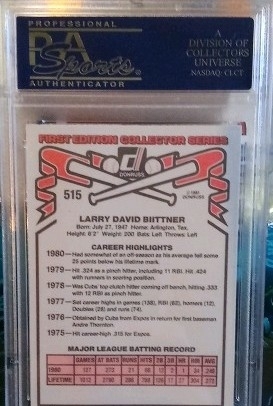 PROFESSIONAL
PSA
Sports
AUTHENTICATOR
A
DIVISION OF
COLLECTORS
UNIVERSE
NASDAQ: CLCT
FIRST EDITION COLLECTOR SERIES
DONRUSS
515
© 1981
DONRUSS
LARRY DAVID BIITTNER
Born: July 27, 1947 Home: Arlington, Tex.
Height: 6'2" Weight: 200 Bats Left Throws: Left
CAREER HIGHLIGHTS
1980—Had somewhat of an off-season as his average fell some
25 points below his lifetime mark.
1979—Hit .324 as a pinch hitter, including 11 RBI. Hit .424
with runners in scoring position.
1978—Was Cubs' top clutch hitter coming off bench, hitting .333
with 12 RBI as pinch hitter.
1977—Set career highs in games (138), RBI (62), homers (12)
Doubles (28) and runs (74).
1976—Obtained by Cubs from Expos in return for first baseman
Andre Thornton.
1975—Hit career-high .315 for Expos.
MAJOR LEAGUE BATTING RECORD
GAMES AB RUNS HITS 2B 3B HR RBI
1980
LIFETIME